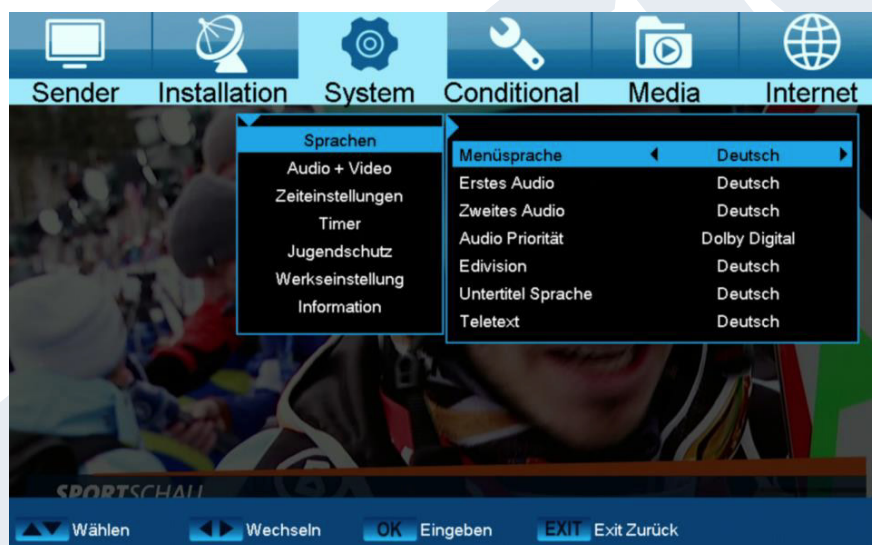 Sender Installation System Conditional Media Internet
Sprachen
Audio + Video
Zeiteinstellungen
Timer
Jugendschutz
Werkseinstellung
Information
Menüsprache Deutsch
Erstes Audio Deutsch
Zweites Audio Deutsch
Audio Priorität Dolby Digital
Edivision Deutsch
Untertitel Sprache Deutsch
Teletext Deutsch
SPORTSCHAU
Wählen Wechseln OK Eingeben EXIT Exit Zurück